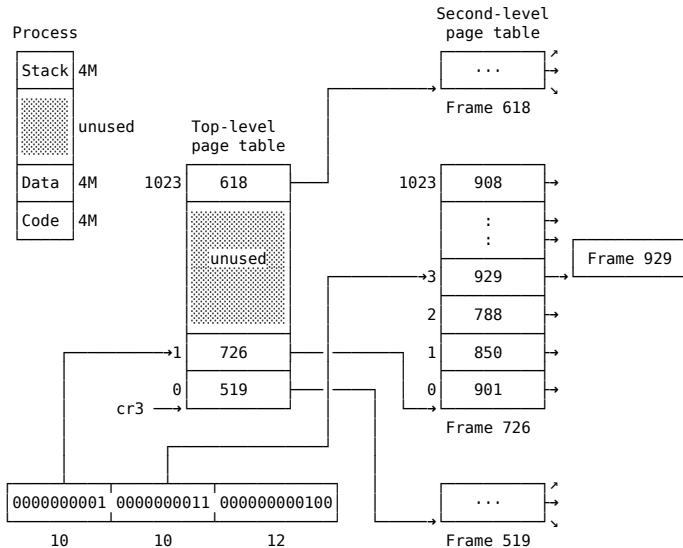 Second-level
page table
Process
Stack 4M
...
Frame 618
unused
Top-level
page table
Data 4M
1023 618
1023 908
Code 4M
:
:
unused
3 929
Frame 929
2 788
1 726
1 850
0 519
0 901
cr3
Frame 726
0000000001 0000000011 000000000100
...
10 10 12
Frame 519